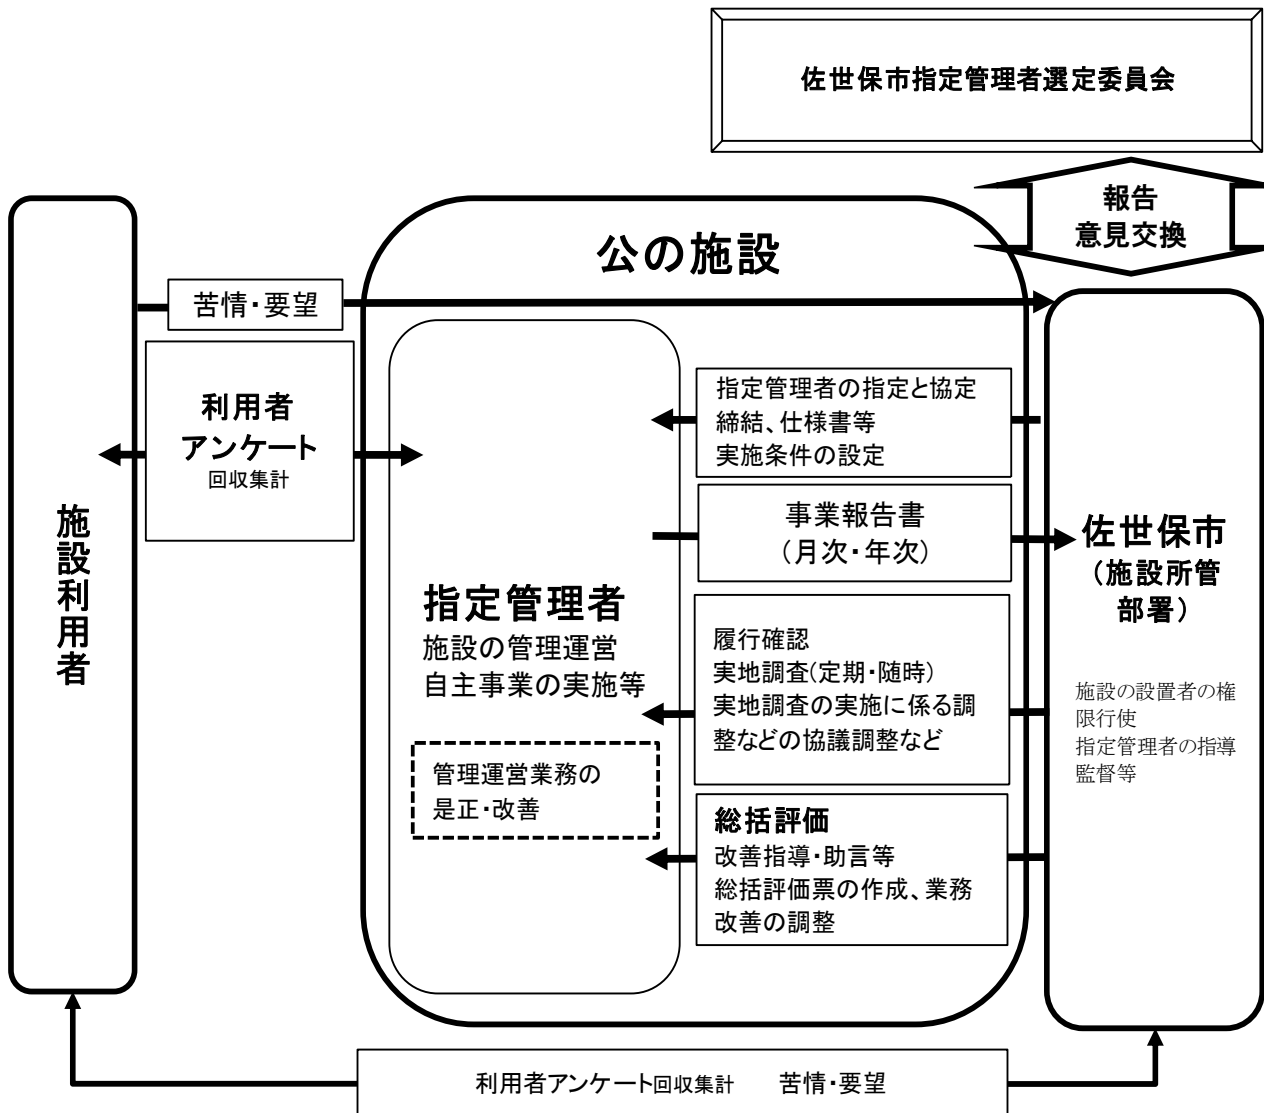 佐世保市指定管理者選定委員会
報告
意見交換
公の施設
苦情・要望
利用者
アンケート
回収集計
施設利用者
指定管理者
施設の管理運営
自主事業の実施等
管理運営業務の
是正・改善
指定管理者の指定と協定
締結、仕様書等
実施条件の設定
事業報告書
（月次・年次）
履行確認
実地調査(定期・随時)
実地調査の実施に係る調
整などの協議調整など
総括評価
改善指導・助言等
総括評価票の作成、業務
改善の調整
佐世保市
（施設所管
部署）
施設の設置者の権
限行使
指定管理者の指導
監督等
利用者アンケート回収集計　　苦情・要望